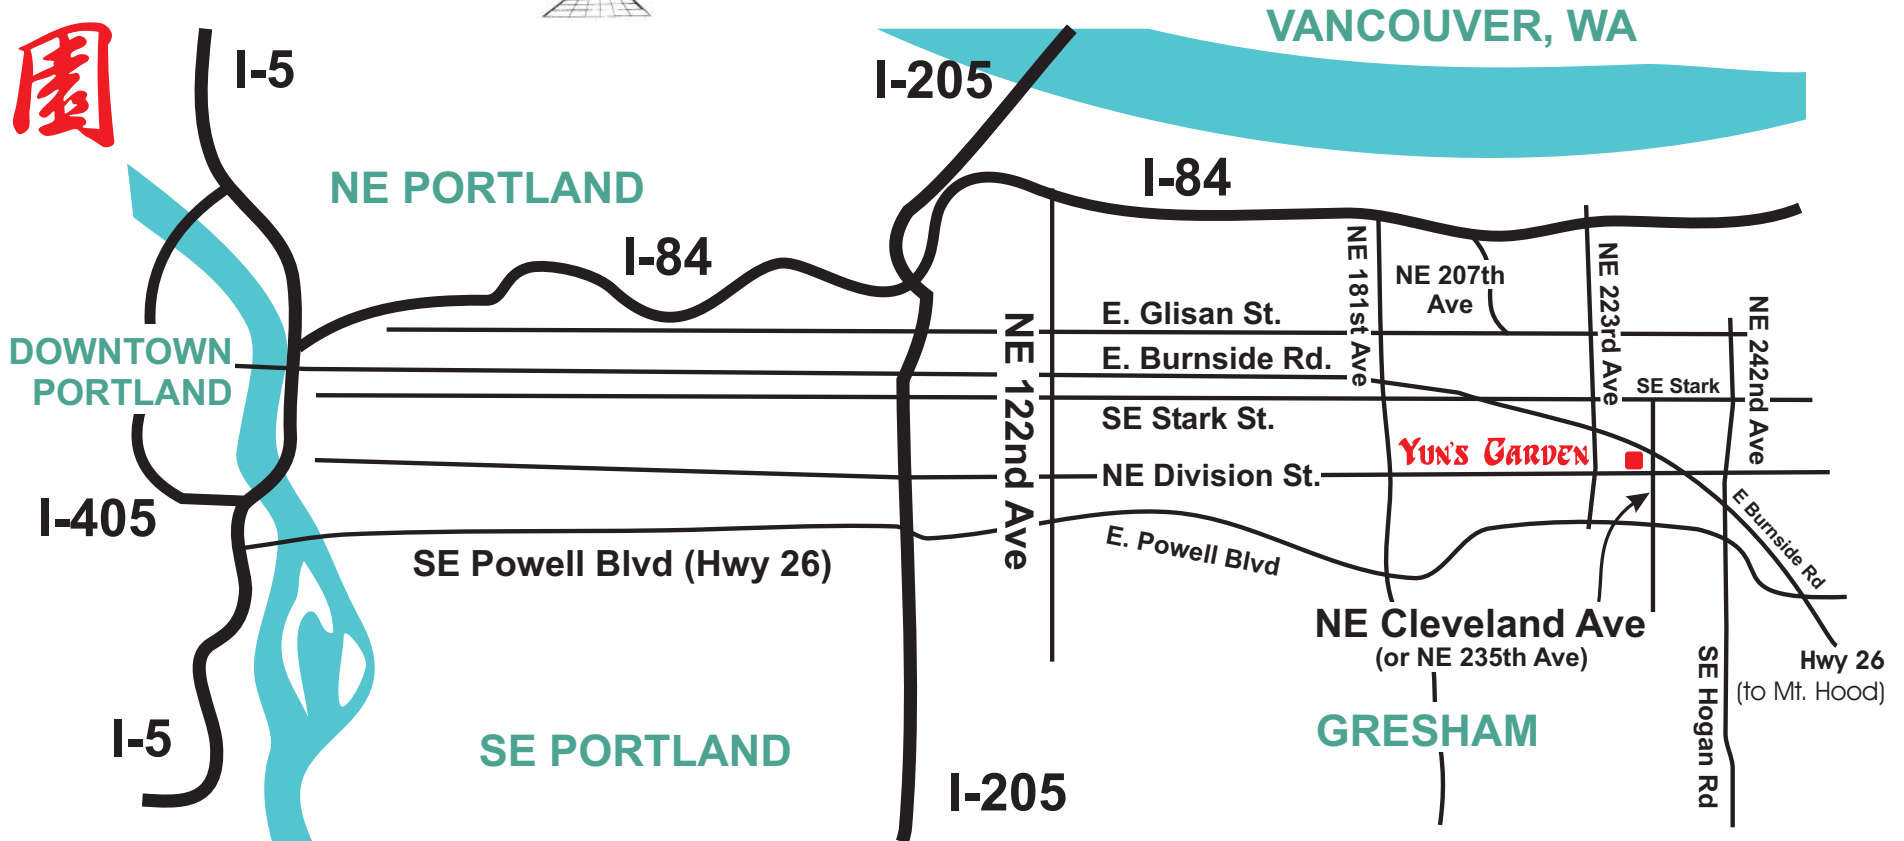 VANCOUVER, WA
園
I-5
I-205
NE PORTLAND
I-84
I-84
NE 181st Ave
NE 207th
Ave
NE 223rd Ave
NE 242nd Ave
E. Glisan St.
DOWNTOWN
PORTLAND
NE 122nd Ave
E. Burnside Rd.
SE Stark
SE Stark St.
YUN'S GARDEN
NE Division St.
I-405
E Burnside Rd
SE Powell Blvd (Hwy 26)
E. Powell Blvd
NE Cleveland Ave
(or NE 235th Ave)
SE Hogan Rd
Hwy 26
(to Mt. Hood)
I-5
SE PORTLAND
GRESHAM
I-205